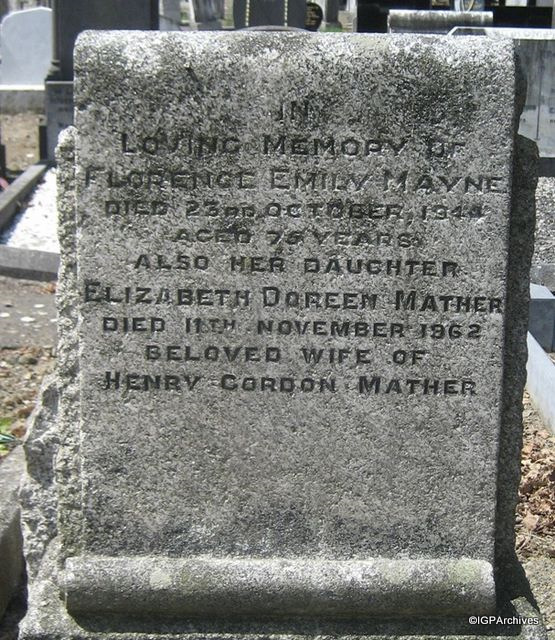 IN
LOVING MEMORY OF
FLORENCE EMILY MAYNE
DIED 23RD OCTOBER, 1944
AGED 75 YEARS
ALSO HER DAUGHTER
ELIZABETH DOREEN MATHER
DIED 11TH NOVEMBER 1962
BELOVED WIFE OF
HENRY GORDON MATHER
©IGPArchives